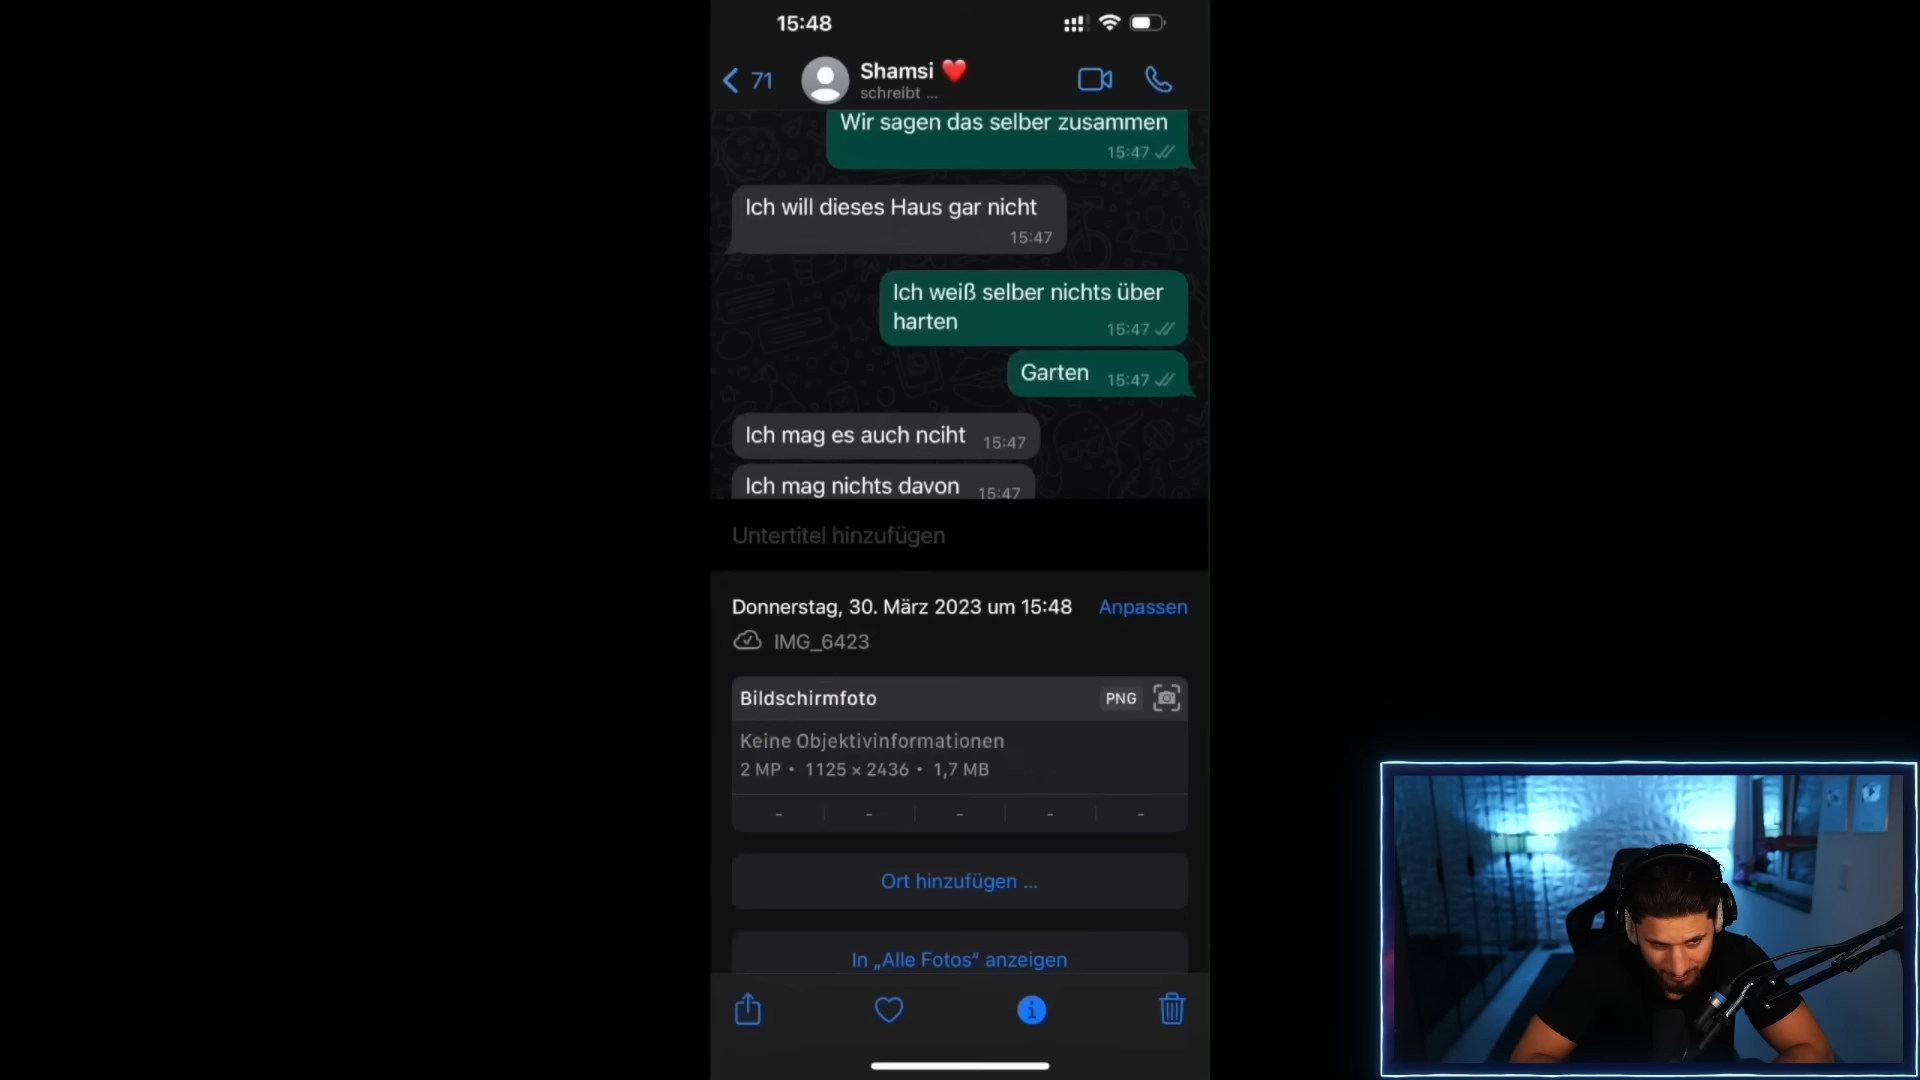 15:48
71
Shamsi ❤️
schreibt ...
Wir sagen das selber zusammen
15:47
Ich will dieses Haus gar nicht
15:47
Ich weiß selber nichts über
harten
15:47
Garten 15:47
Ich mag es auch nciht 15:47
Ich mag nichts davon 15:47
Untertitel hinzufügen
Donnerstag, 30. März 2023 um 15:48 Anpassen
IMG_6423
Bildschirmfoto PNG
Keine Objektivinformationen
2 MP • 1125 × 2436 • 1,7 MB
- - - - -
Ort hinzufügen ...
In „Alle Fotos“ anzeigen